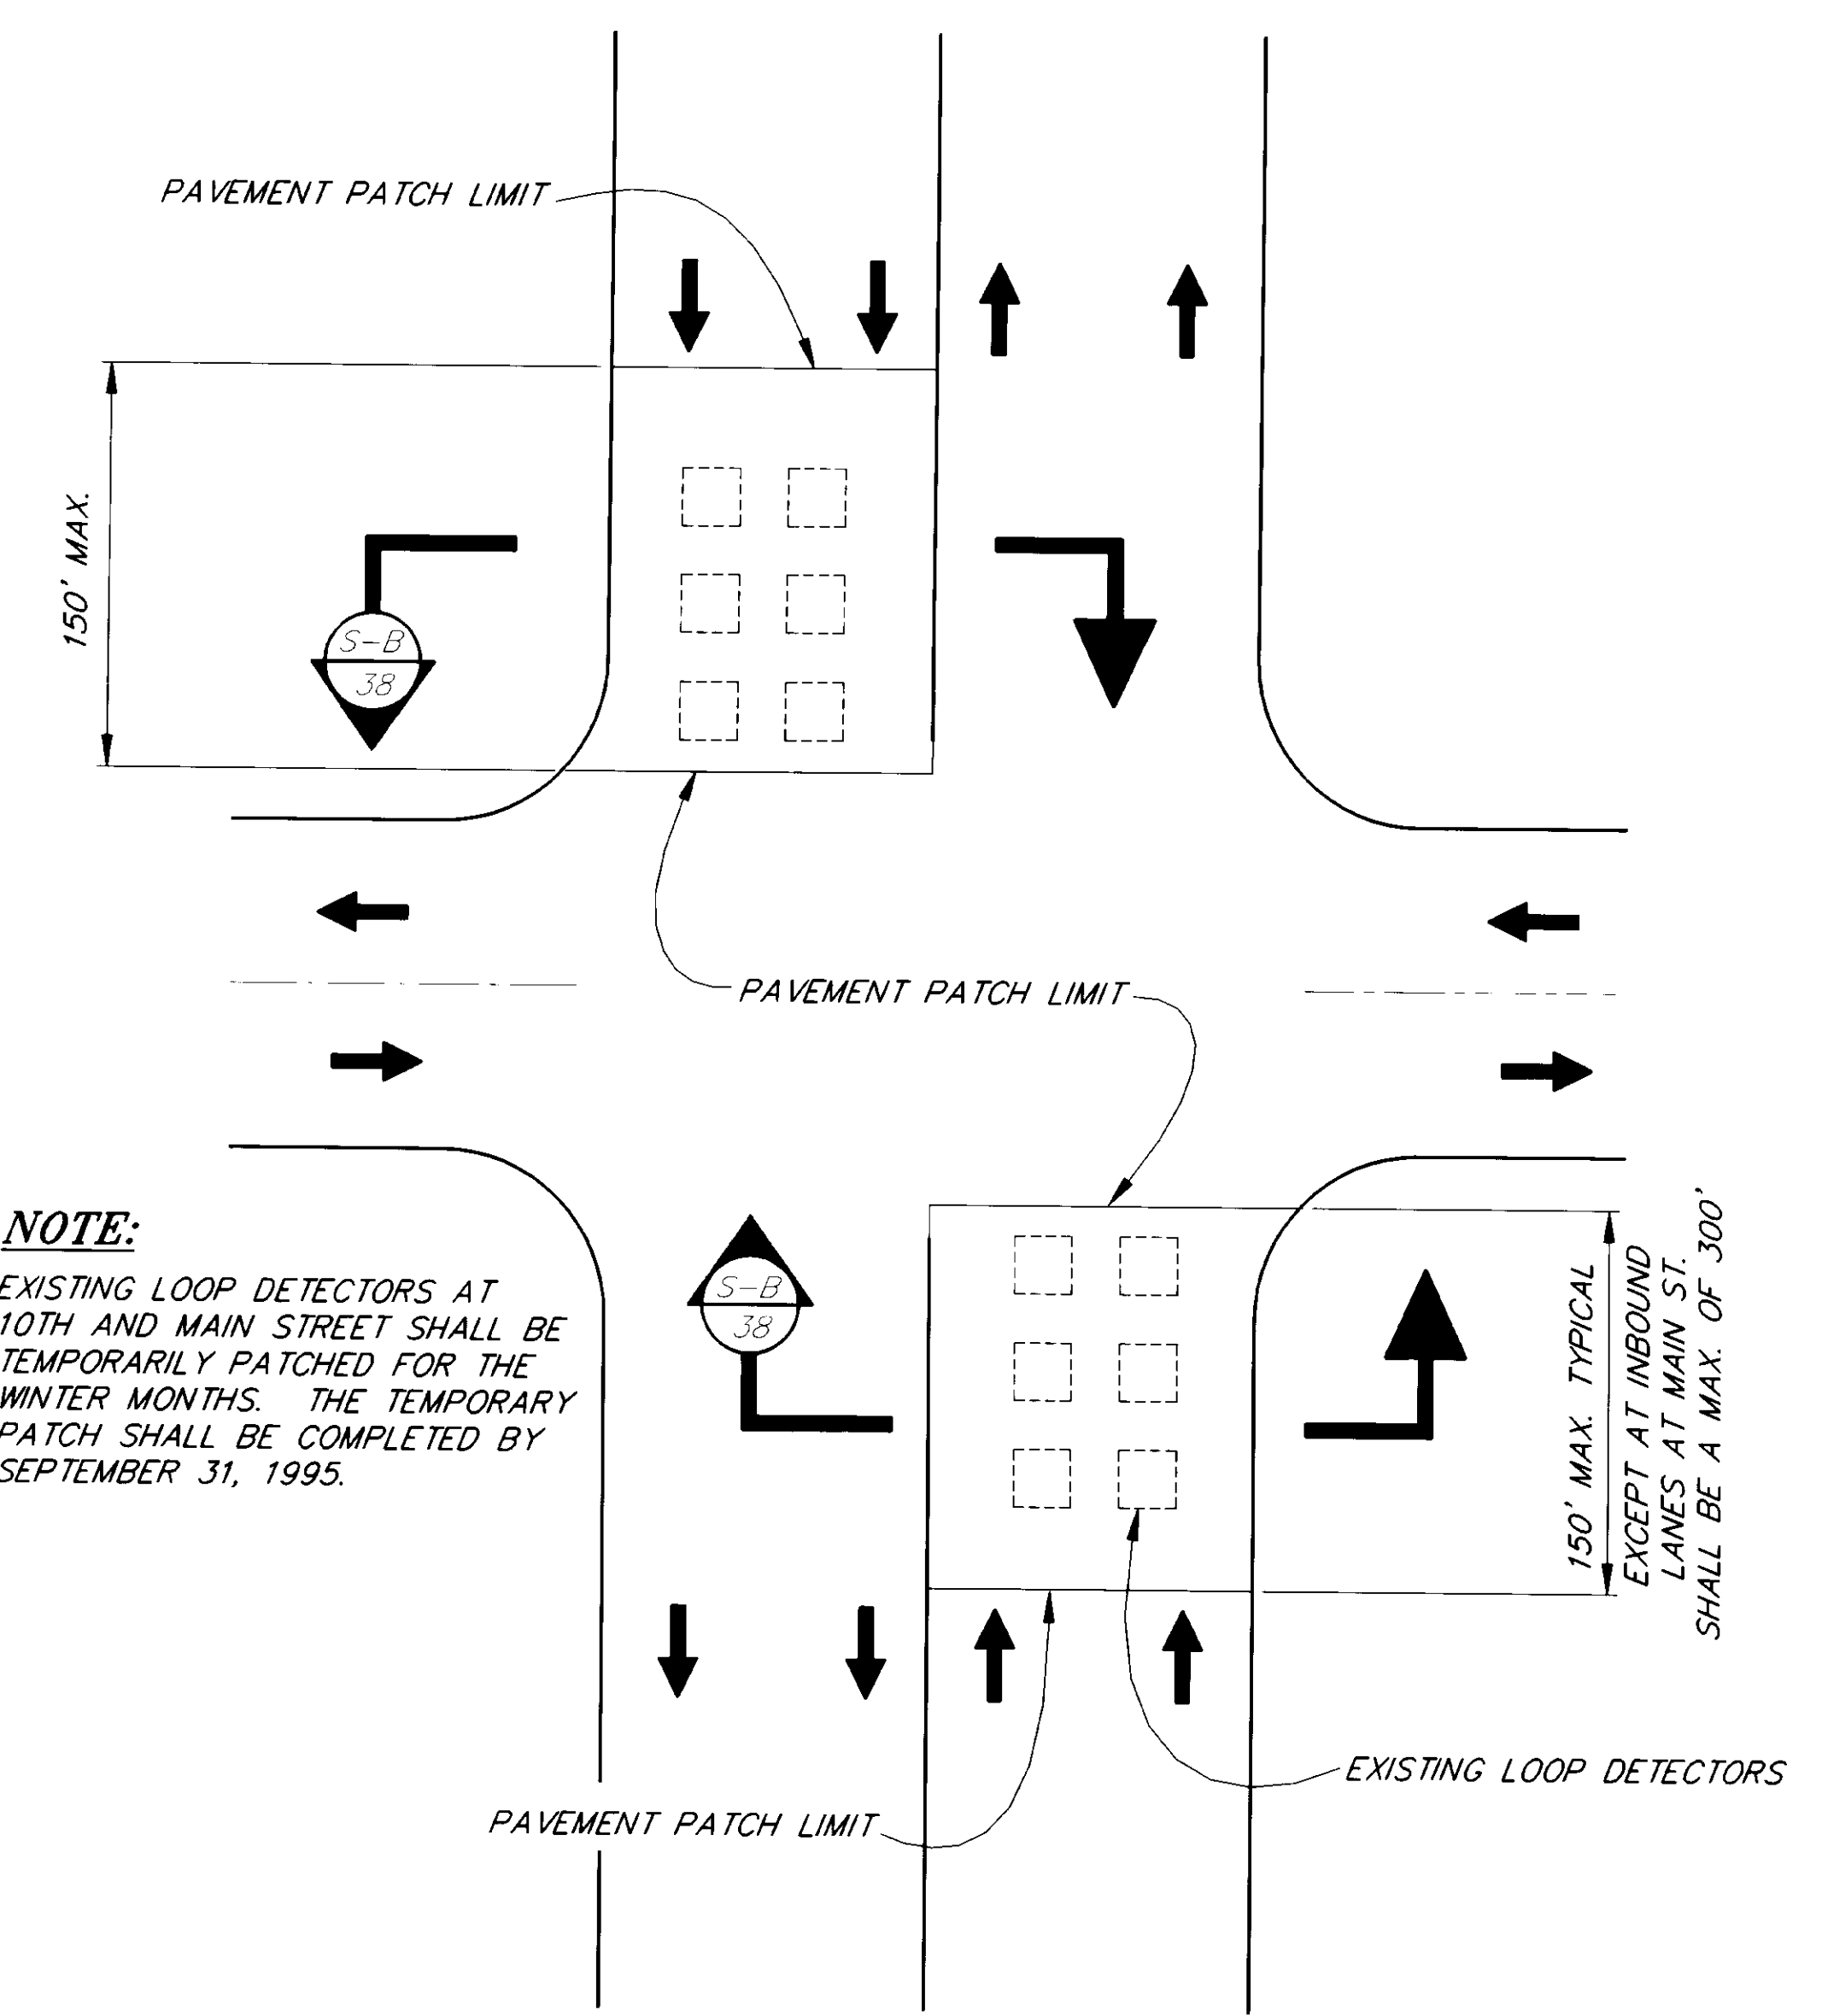 PAVEMENT PATCH LIMIT
150' MAX.
S-B
38
PAVEMENT PATCH LIMIT
NOTE:
EXISTING LOOP DETECTORS AT
10TH AND MAIN STREET SHALL BE
TEMPORARILY PATCHED FOR THE
WINTER MONTHS. THE TEMPORARY
PATCH SHALL BE COMPLETED BY
SEPTEMBER 31, 1995.
S-B
38
150' MAX. TYPICAL
EXCEPT AT INBOUND
LANES AT MAIN ST.
SHALL BE A MAX. OF 300'
EXISTING LOOP DETECTORS
PAVEMENT PATCH LIMIT